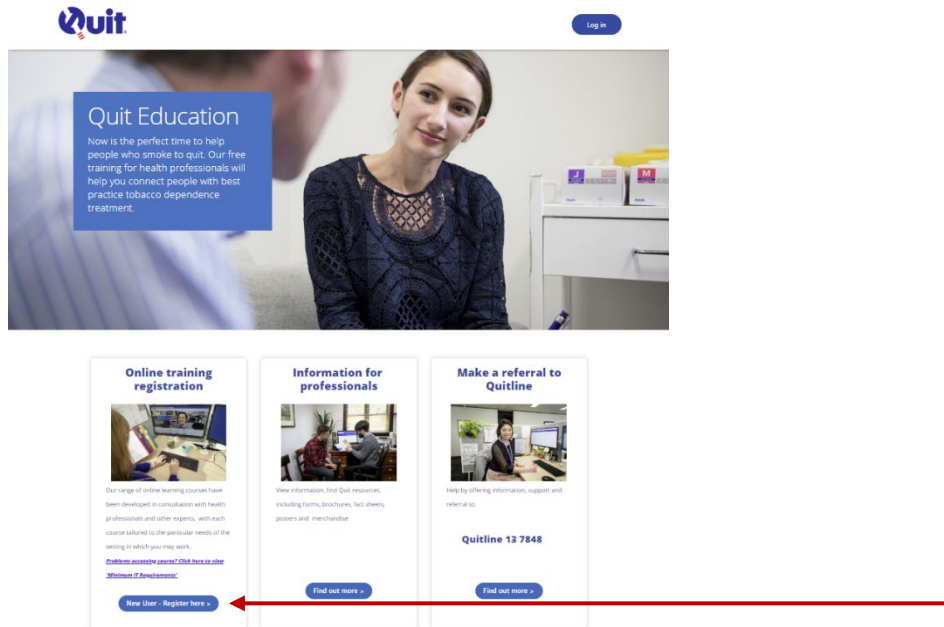 Quit
Log in
Quit Education
Now is the perfect time to help
people who smoke to quit. Our free
training for health professionals will
help you connect people with best
practice tobacco dependence
treatment.
J
M
Online training
registration
Our range of online learning courses have
been developed in consultation with health
professionals and other experts, with each
course tailored to the particular needs of the
setting in which you may work.
Problems accessing course? Click here to view
'Minimum IT Requirements'
New User - Register here >
Information for
professionals
View information, find Quit resources,
including forms, brochures, fact sheets,
posters and merchandise
Find out more >
Make a referral to
Quitline
Help by offering information, support and
referral to:
Quitline 13 7848
Find out more >